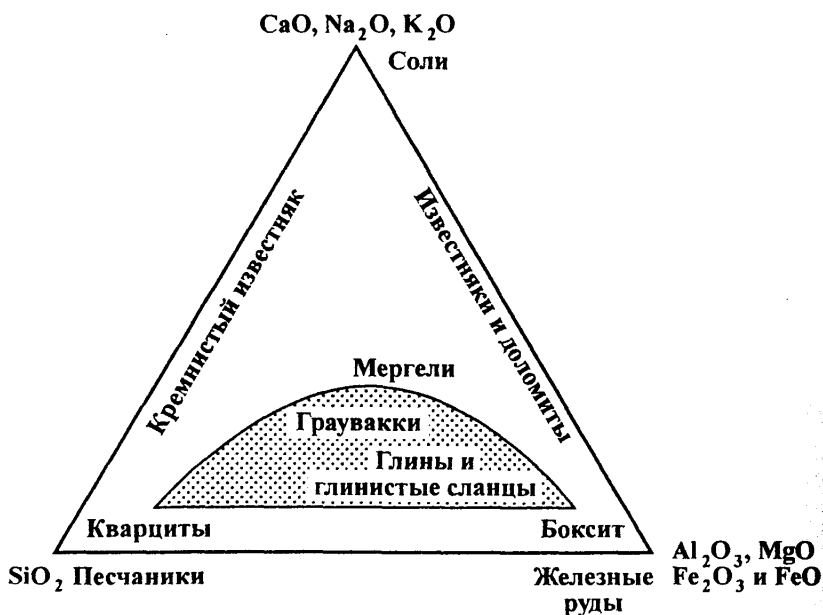 CaO, Na₂O, K₂O
Соли
Кремнистый известняк
Известняки и доломиты
Мергели
Граувакки
Глины и
глинистые сланцы
Кварциты
Боксит
SiO₂ Песчаники
Железные
руды
Al₂O₃, MgO
Fe₂O₃ и FeO